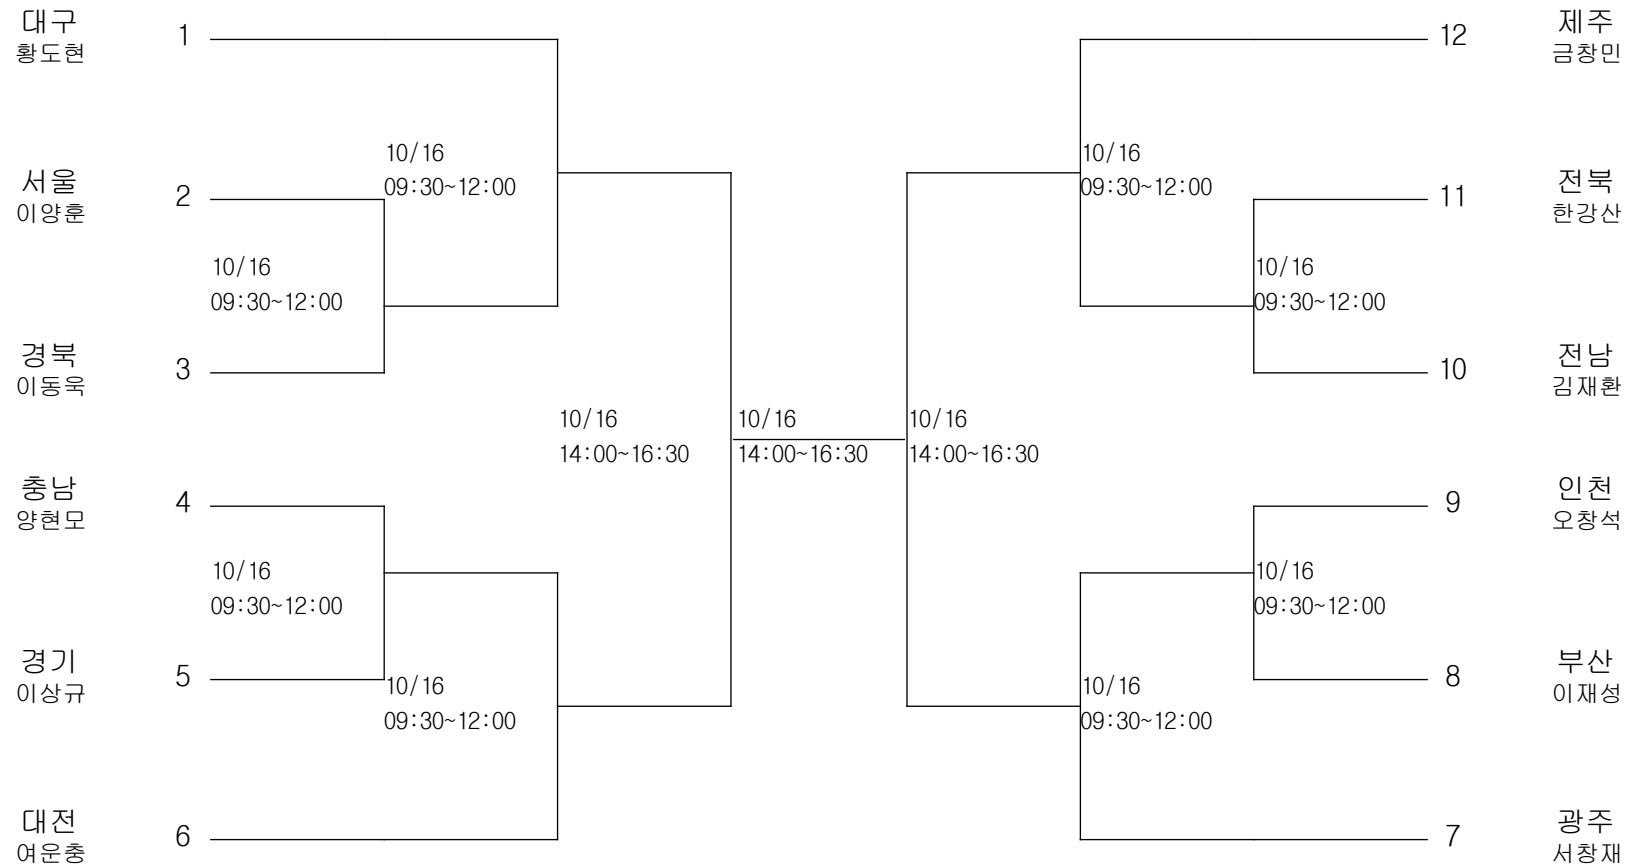 대구
황도현
1
12
제주
금창민
10/16
09:30~12:00
10/16
09:30~12:00
서울
이양훈
2
11
전북
한강산
10/16
09:30~12:00
10/16
09:30~12:00
경북
이동욱
3
10
전남
김재환
10/16
14:00~16:30
10/16
14:00~16:30
10/16
14:00~16:30
충남
양현모
4
9
인천
오창석
10/16
09:30~12:00
10/16
09:30~12:00
경기
이상규
5
8
부산
이재성
10/16
09:30~12:00
10/16
09:30~12:00
대전
여운충
6
7
광주
서창재